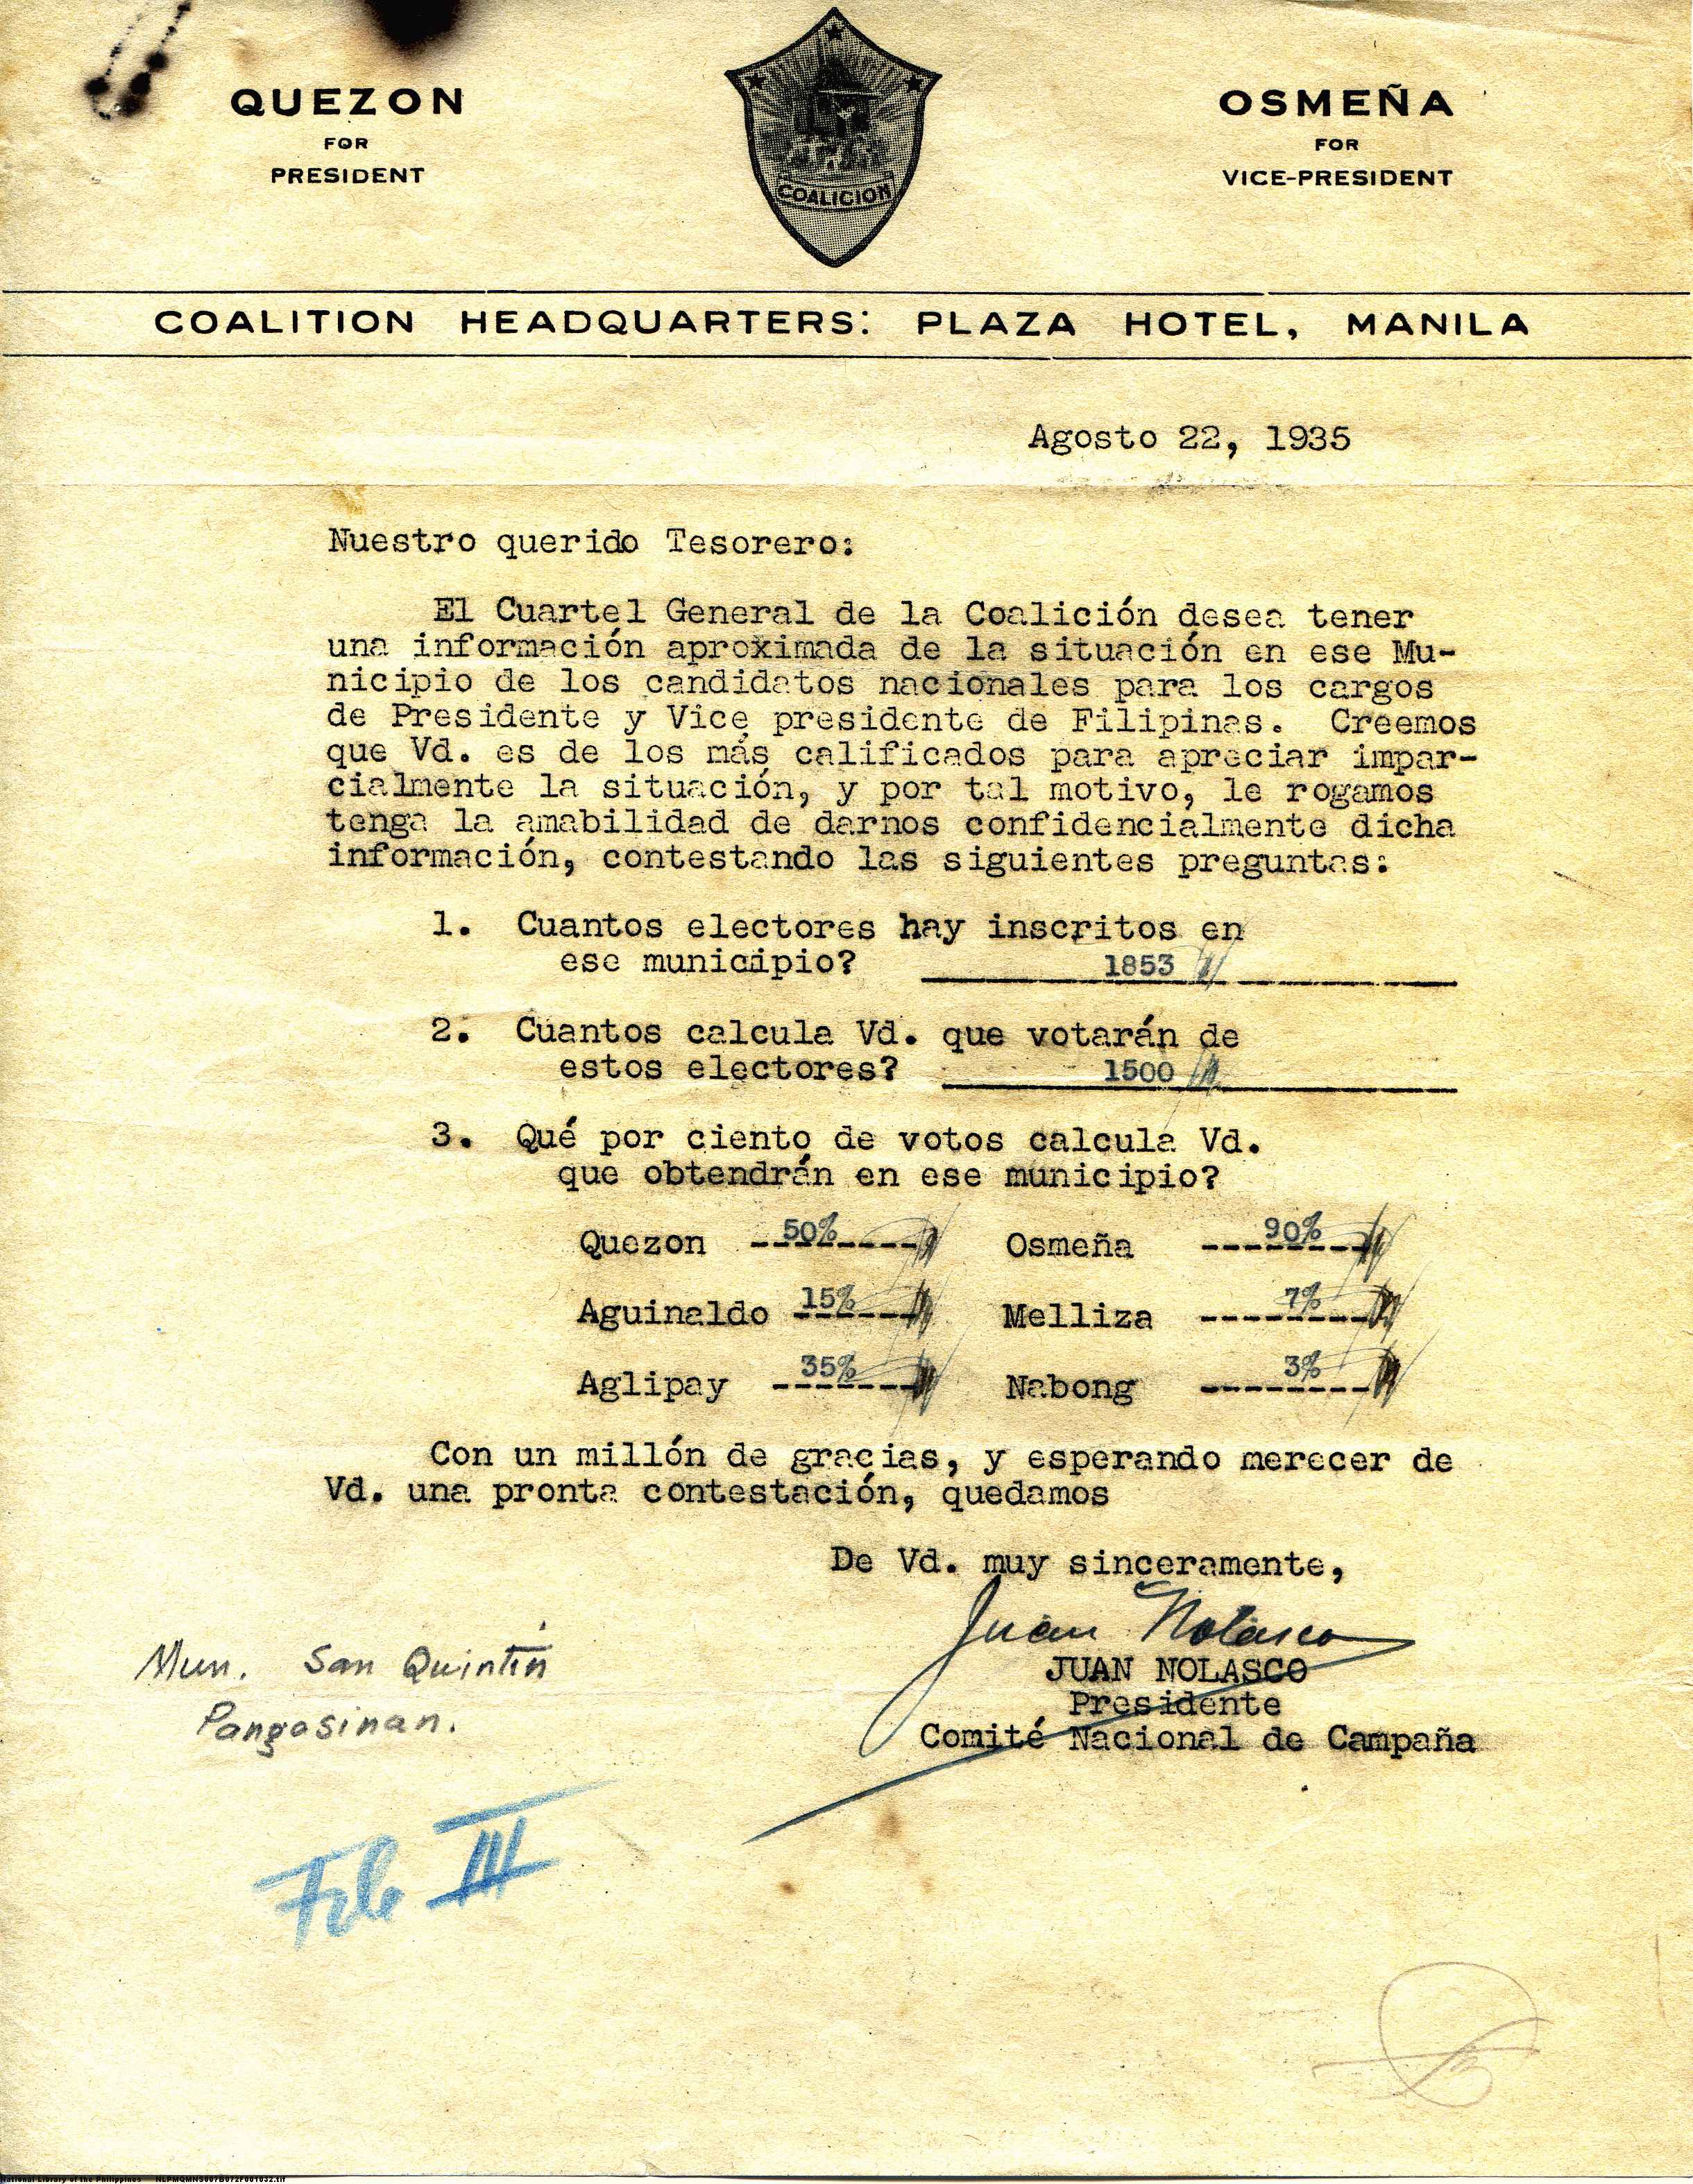 QUEZON
FOR
PRESIDENT
COALICION
OSMEÑA
FOR
VICE-PRESIDENT
COALITION HEADQUARTERS: PLAZA HOTEL, MANILA
Agosto 22, 1935
Nuestro querido Tesorero:
El Cuartel General de la Coalición desea tener
una información aproximada de la situación en ese Mu-
nicipio de los candidatos nacionales para los cargos
de Presidente y Vice presidente de Filipinas. Creemos
que Vd. es de los más calificados para apreciar impar-
cialmente la situación, y por tal motivo, le rogamos
tenga la amabilidad de darnos confidencialmente dicha
información, contestando las siguientes preguntas:
1. Cuantos electores hay inscritos en
ese municipio? 1853
2. Cuantos calcula Vd. que votarán de
estos electores? 1500
3. Qué por ciento de votos calcula Vd.
que obtendrán en ese municipio?
Quezon 50% Osmeña 90%
Aguinaldo 15% Melliza 7%
Aglipay 35% Nabong 3%
Con un millón de gracias, y esperando merecer de
Vd. una pronta contestación, quedamos
De Vd. muy sinceramente,
Juan Nolasco
JUAN NOLASCO
Presidente
Comité Nacional de Campaña
Mun. San Quintin
Pangasinan.
File III
National Library of the Philippines